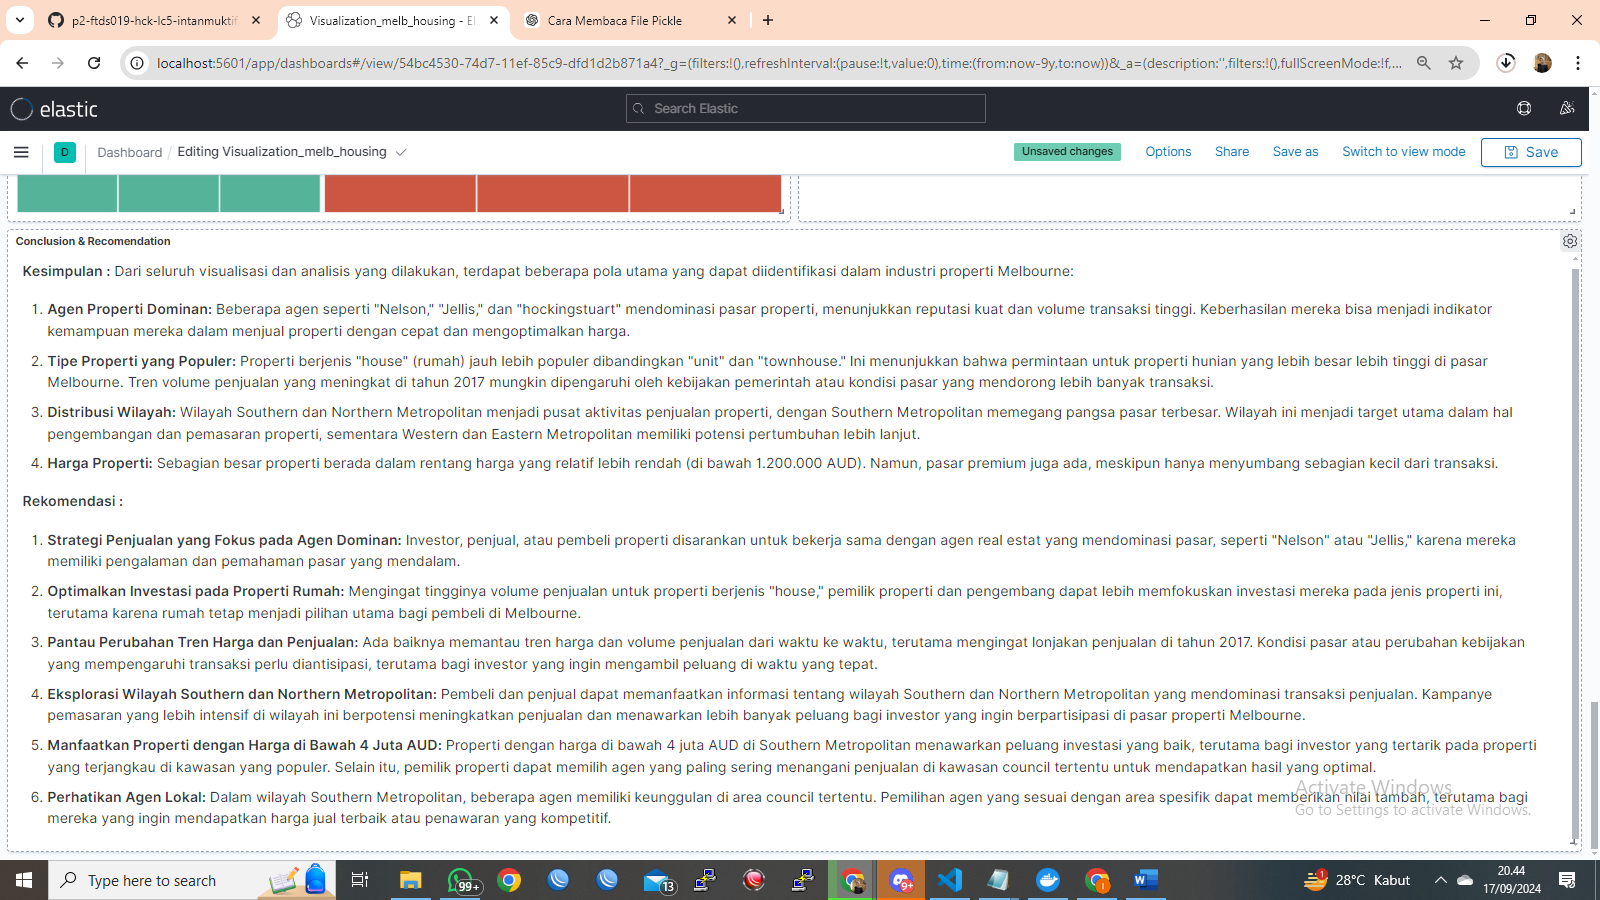 p2-ftds019-hck-lc5-intanmuktif
Visualization_melb_housing - El
Cara Membaca File Pickle
localhost:5601/app/dashboards#/view/54bc4530-74d7-11ef-85c9-dfd1d2b871a4?_g=(filters:!(),refreshInterval:(pause:!t,value:0),time:(from:now-9y,to:now))&_a=(description:'',filters:!(),fullScreenMode:!f,...
elastic
Search Elastic
D
Dashboard / Editing Visualization_melb_housing
Unsaved changes
Options
Share
Save as
Switch to view mode
Save
Conclusion & Recomendation
Kesimpulan : Dari seluruh visualisasi dan analisis yang dilakukan, terdapat beberapa pola utama yang dapat diidentifikasi dalam industri properti Melbourne:
1. Agen Properti Dominan: Beberapa agen seperti "Nelson," "Jellis," dan "hockingstuart" mendominasi pasar properti, menunjukkan reputasi kuat dan volume transaksi tinggi. Keberhasilan mereka bisa menjadi indikator
kemampuan mereka dalam menjual properti dengan cepat dan mengoptimalkan harga.
2. Tipe Properti yang Populer: Properti berjenis "house" (rumah) jauh lebih populer dibandingkan "unit" dan "townhouse." Ini menunjukkan bahwa permintaan untuk properti hunian yang lebih besar lebih tinggi di pasar
Melbourne. Tren volume penjualan yang meningkat di tahun 2017 mungkin dipengaruhi oleh kebijakan pemerintah atau kondisi pasar yang mendorong lebih banyak transaksi.
3. Distribusi Wilayah: Wilayah Southern dan Northern Metropolitan menjadi pusat aktivitas penjualan properti, dengan Southern Metropolitan memegang pangsa pasar terbesar. Wilayah ini menjadi target utama dalam hal
pengembangan dan pemasaran properti, sementara Western dan Eastern Metropolitan memiliki potensi pertumbuhan lebih lanjut.
4. Harga Properti: Sebagian besar properti berada dalam rentang harga yang relatif lebih rendah (di bawah 1.200.000 AUD). Namun, pasar premium juga ada, meskipun hanya menyumbang sebagian kecil dari transaksi.
Rekomendasi :
1. Strategi Penjualan yang Fokus pada Agen Dominan: Investor, penjual, atau pembeli properti disarankan untuk bekerja sama dengan agen real estat yang mendominasi pasar, seperti "Nelson" atau "Jellis," karena mereka
memiliki pengalaman dan pemahaman pasar yang mendalam.
2. Optimalkan Investasi pada Properti Rumah: Mengingat tingginya volume penjualan untuk properti berjenis "house," pemilik properti dan pengembang dapat lebih memfokuskan investasi mereka pada jenis properti ini,
terutama karena rumah tetap menjadi pilihan utama bagi pembeli di Melbourne.
3. Pantau Perubahan Tren Harga dan Penjualan: Ada baiknya memantau tren harga dan volume penjualan dari waktu ke waktu, terutama mengingat lonjakan penjualan di tahun 2017. Kondisi pasar atau perubahan kebijakan
yang mempengaruhi transaksi perlu diantisipasi, terutama bagi investor yang ingin mengambil peluang di waktu yang tepat.
4. Eksplorasi Wilayah Southern dan Northern Metropolitan: Pembeli dan penjual dapat memanfaatkan informasi tentang wilayah Southern dan Northern Metropolitan yang mendominasi transaksi penjualan. Kampanye
pemasaran yang lebih intensif di wilayah ini berpotensi meningkatkan penjualan dan menawarkan lebih banyak peluang bagi investor yang ingin berpartisipasi di pasar properti Melbourne.
5. Manfaatkan Properti dengan Harga di Bawah 4 Juta AUD: Properti dengan harga di bawah 4 juta AUD di Southern Metropolitan menawarkan peluang investasi yang baik, terutama bagi investor yang tertarik pada properti
yang terjangkau di kawasan yang populer. Selain itu, pemilik properti dapat memilih agen yang paling sering menangani penjualan di kawasan council tertentu untuk mendapatkan hasil yang optimal.
6. Perhatikan Agen Lokal: Dalam wilayah Southern Metropolitan, beberapa agen memiliki keunggulan di area council tertentu. Pemilihan agen yang sesuai dengan area spesifik dapat memberikan nilai tambah, terutama bagi
mereka yang ingin mendapatkan harga jual terbaik atau penawaran yang kompetitif.
Activate Windows
Go to Settings to activate Windows.
Type here to search
99+
13
9+
1
28°C Kabut
20.44
17/09/2024